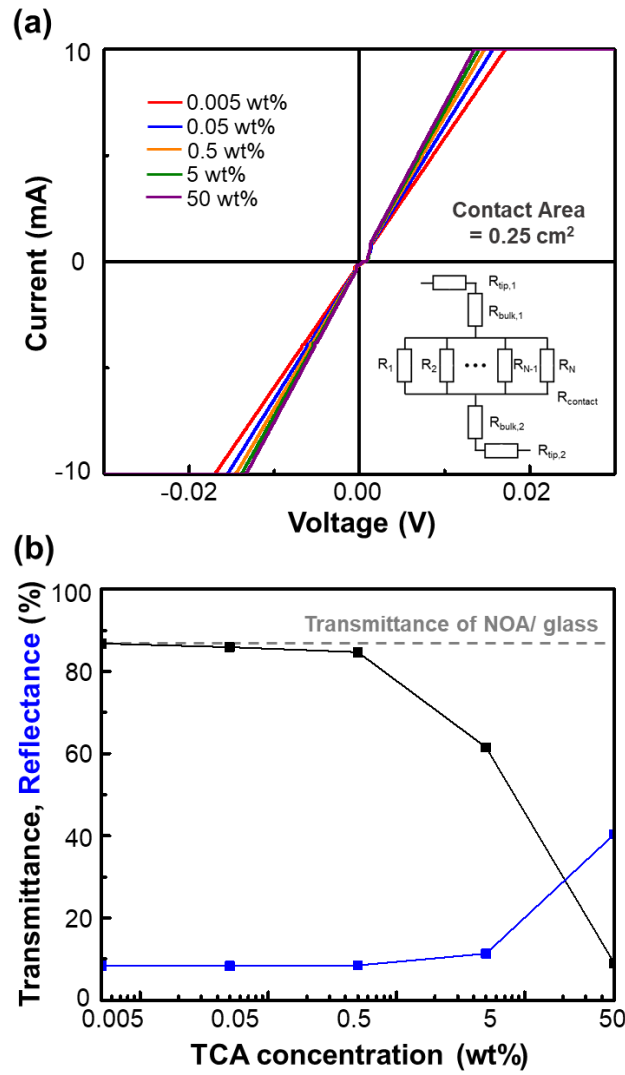 (a)
10
0
-10
Current (mA)
0.005 wt%
0.05 wt%
0.5 wt%
5 wt%
50 wt%
Contact Area
= 0.25 cm²
Rtip,1
Rbulk,1
R1 R2 ••• RN-1 RN
Rcontact
Rbulk,2
Rtip,2
-0.02 0.00 0.02
Voltage (V)
(b)
Transmittance, Reflectance (%)
100
80
60
40
20
0
Transmittance of NOA/ glass
0.005 0.05 0.5 5 50
TCA concentration (wt%)